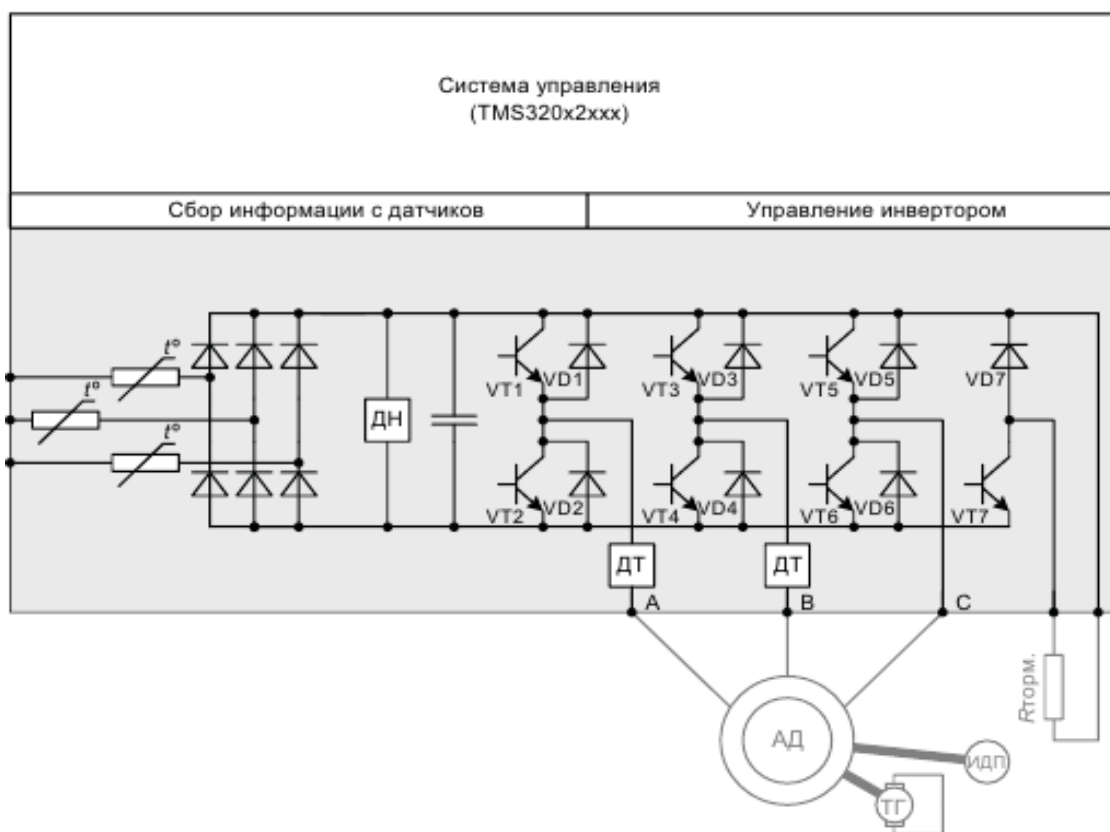 Система управления
(TMS320x2xxx)
Сбор информации с датчиков
Управление инвертором
t°
t°
t°
ДН
VT1
VD1
VT3
VD3
VT5
VD5
VD7
VT2
VD2
VT4
VD4
VT6
VD6
VT7
ДТ
ДТ
A
B
C
Rторм.
АД
ИДП
ТГ